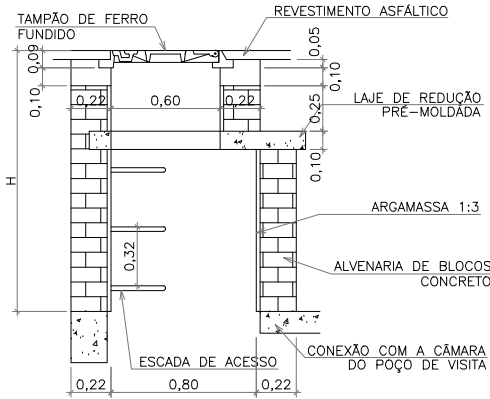 TAMPÃO DE FERRO
FUNDIDO
REVESTIMENTO ASFÁLTICO
0,09
0,05
0,10
0,10
0,22
0,60
0,22
0,25
LAJE DE REDUÇÃO
PRÉ-MOLDADA
0,10
H
ARGAMASSA 1:3
0,32
ALVENARIA DE BLOCOS
CONCRETO
ESCADA DE ACESSO
CONEXÃO COM A CÂMARA
DO POÇO DE VISITA
0,22
0,80
0,22